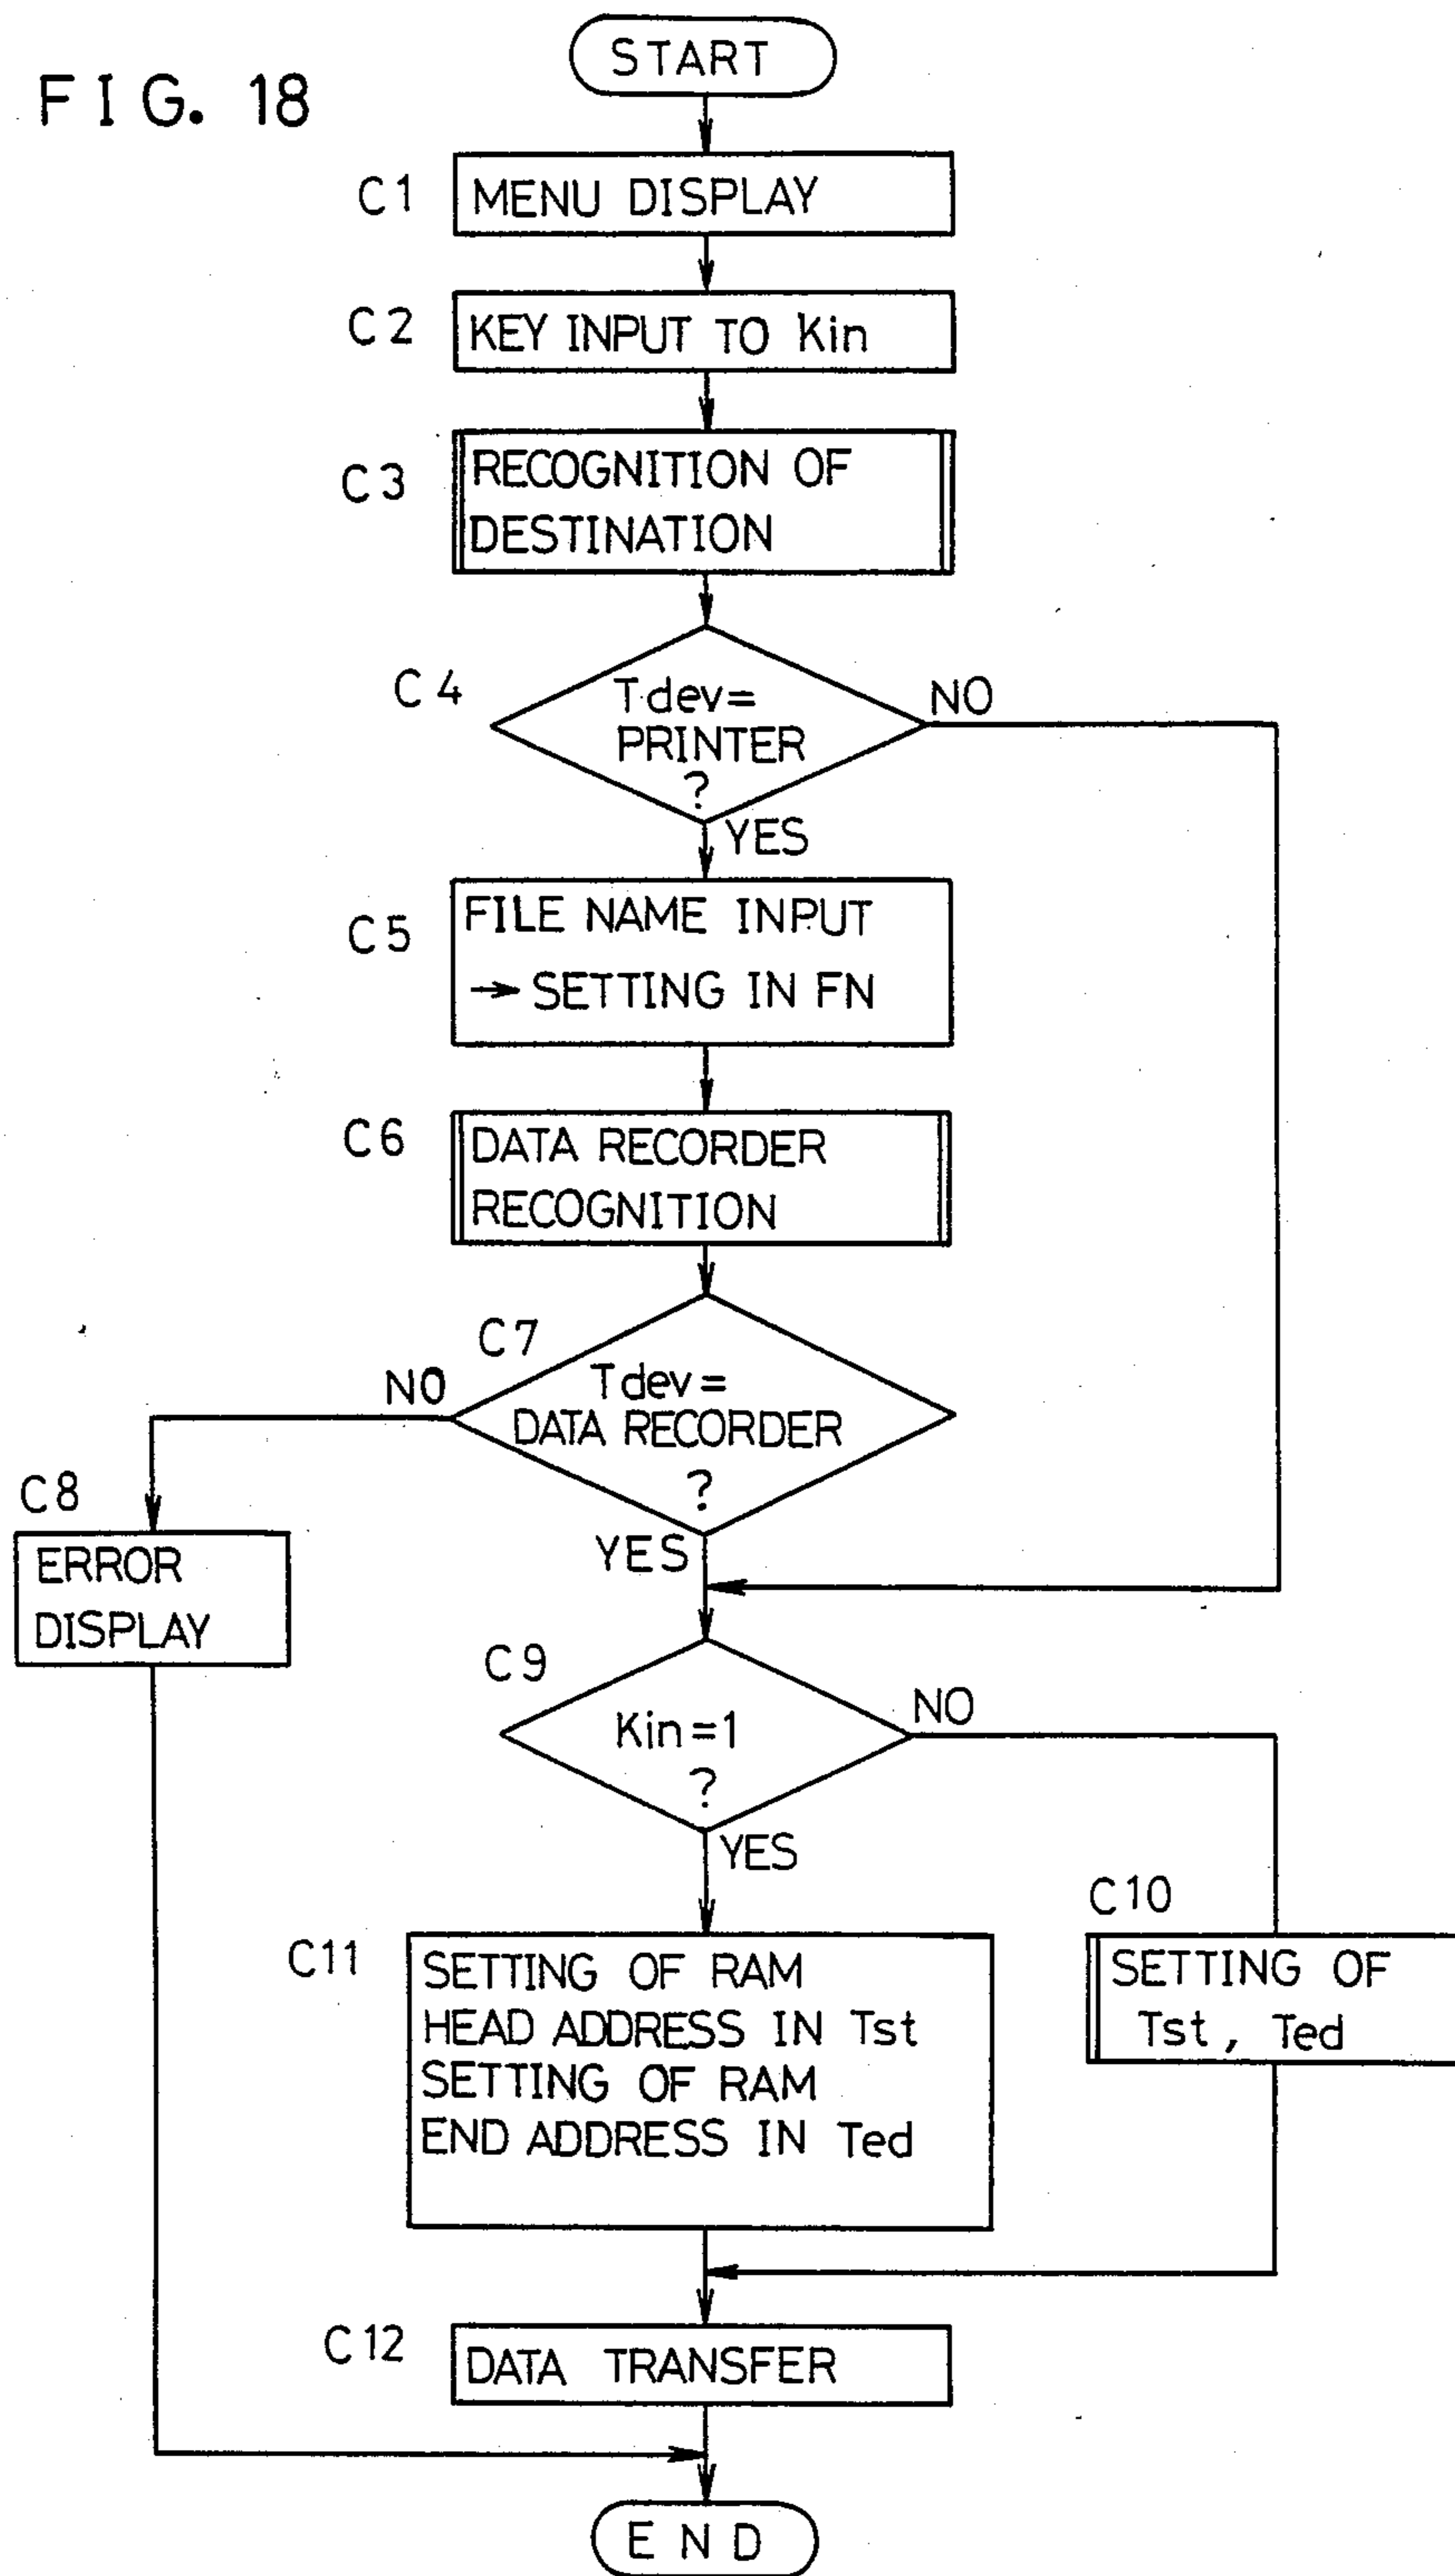 FIG. 18
START
C1
MENU DISPLAY
C2
KEY INPUT TO Kin
C3
RECOGNITION OF
DESTINATION
C4
Tdev=
PRINTER
?
NO
YES
C5
FILE NAME INPUT
→ SETTING IN FN
C6
DATA RECORDER
RECOGNITION
C7
Tdev=
DATA RECORDER
?
NO
YES
C8
ERROR
DISPLAY
C9
Kin=1
?
NO
YES
C10
SETTING OF
Tst, Ted
C11
SETTING OF RAM
HEAD ADDRESS IN Tst
SETTING OF RAM
END ADDRESS IN Ted
C12
DATA TRANSFER
END